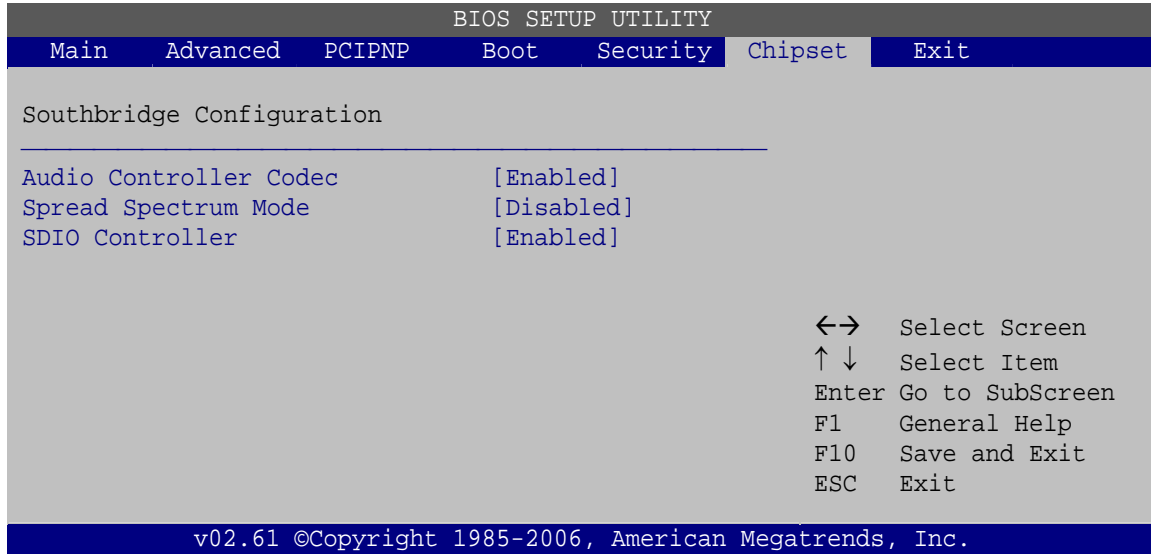 BIOS SETUP UTILITY
Main Advanced PCIPNP Boot Security Chipset Exit
Southbridge Configuration
Audio Controller Codec [Enabled]
Spread Spectrum Mode [Disabled]
SDIO Controller [Enabled]
←→ Select Screen
↑ ↓ Select Item
Enter Go to SubScreen
F1 General Help
F10 Save and Exit
ESC Exit
v02.61 ©Copyright 1985-2006, American Megatrends, Inc.